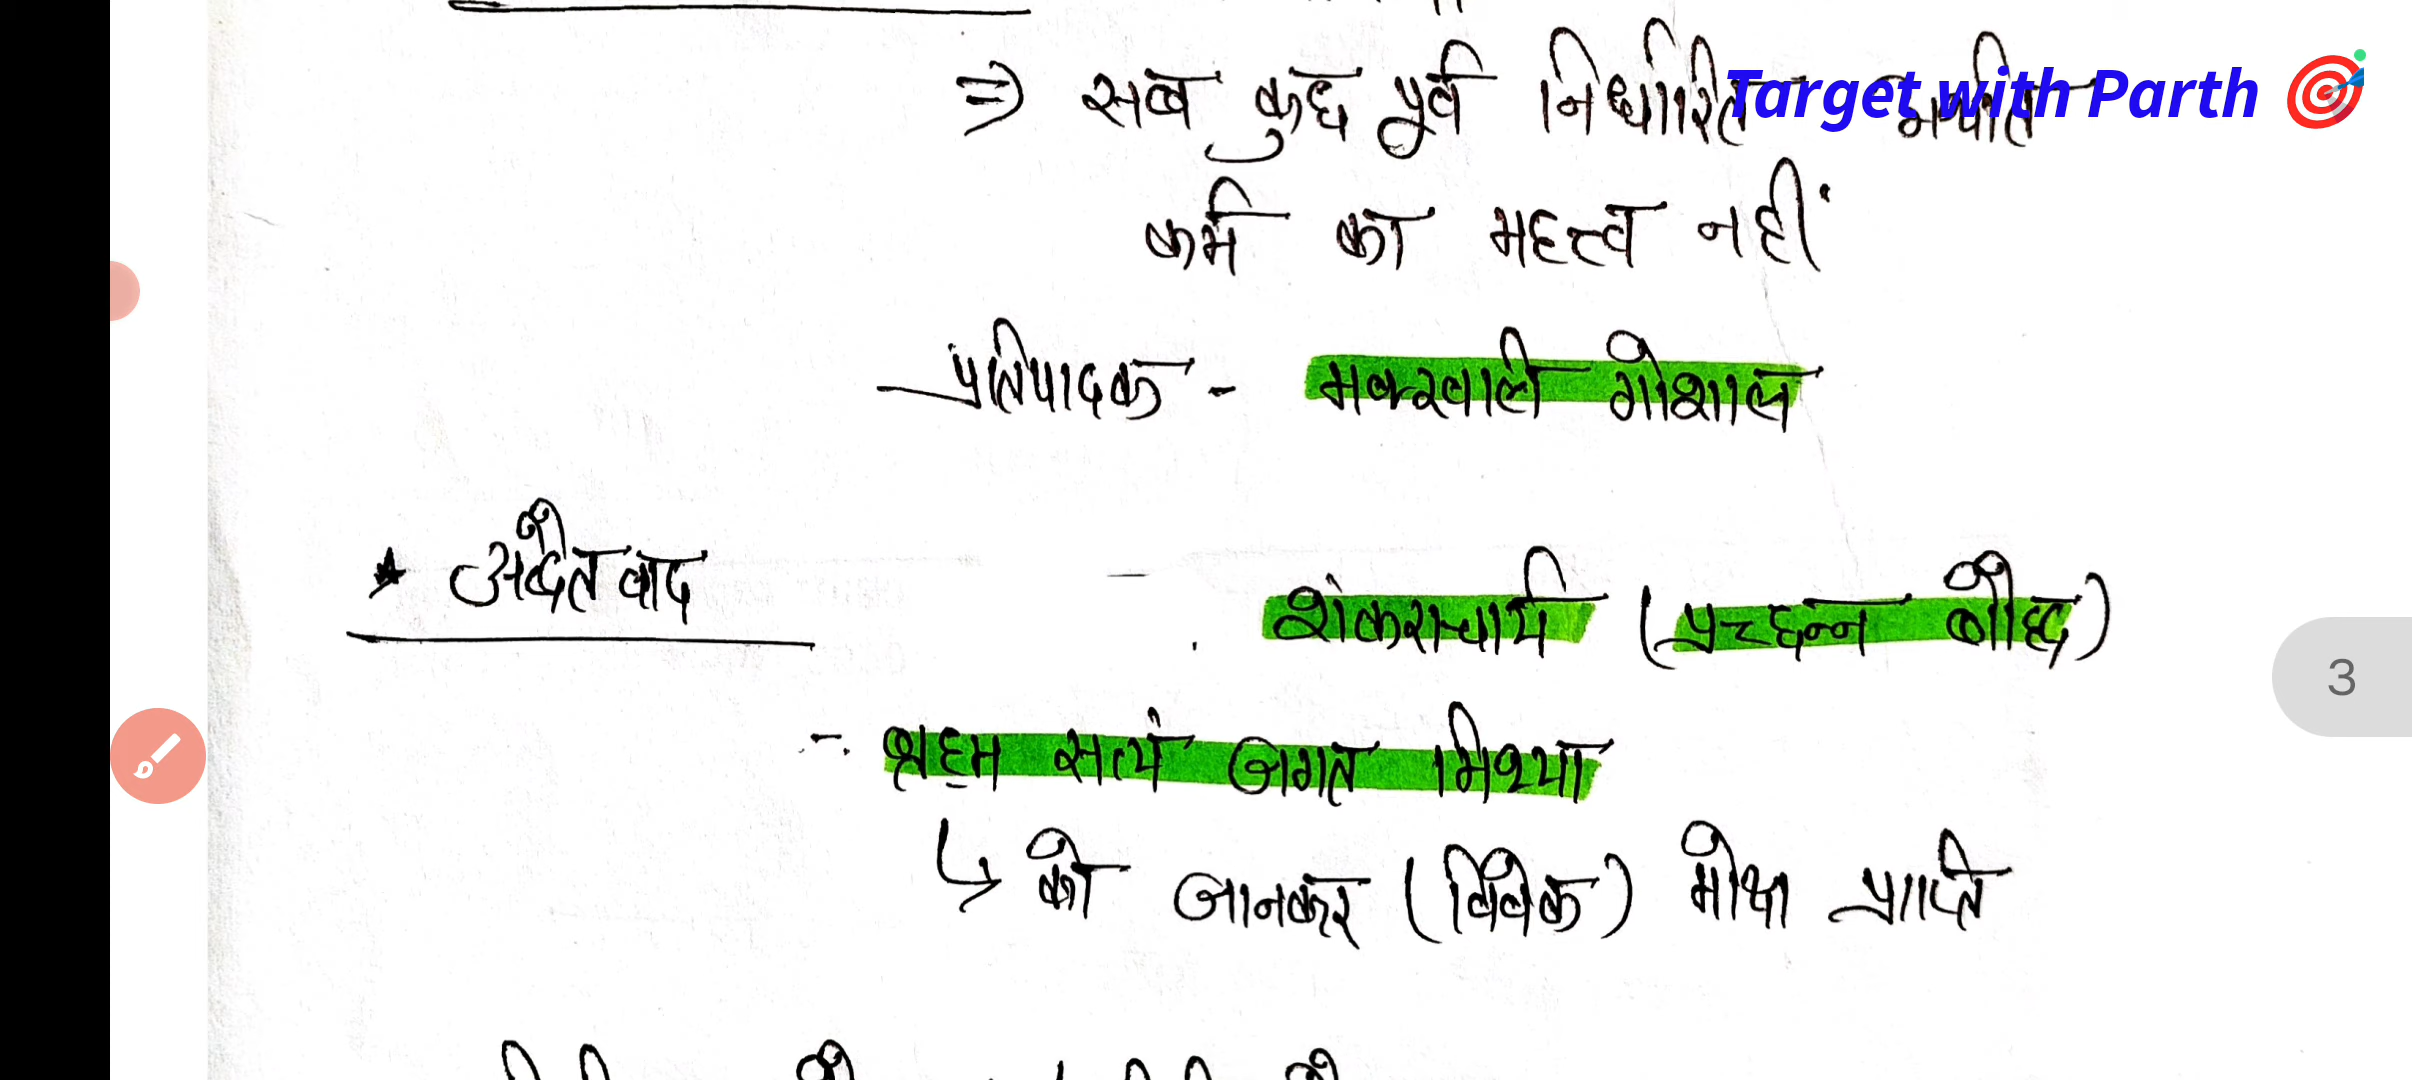 ⇒ सब कुछ पूर्व निर्धारित
Target with Parth
कर्म का महत्त्व नहीं
प्रतिपादक - मक्खलि गोशाल
★ अद्वैतवाद - शंकराचार्य (प्रच्छन्न बौद्ध)
- ब्रह्म सत्यं जगत मिथ्या
↳ को जानकर (विवेक) मोक्ष प्राप्ति
3